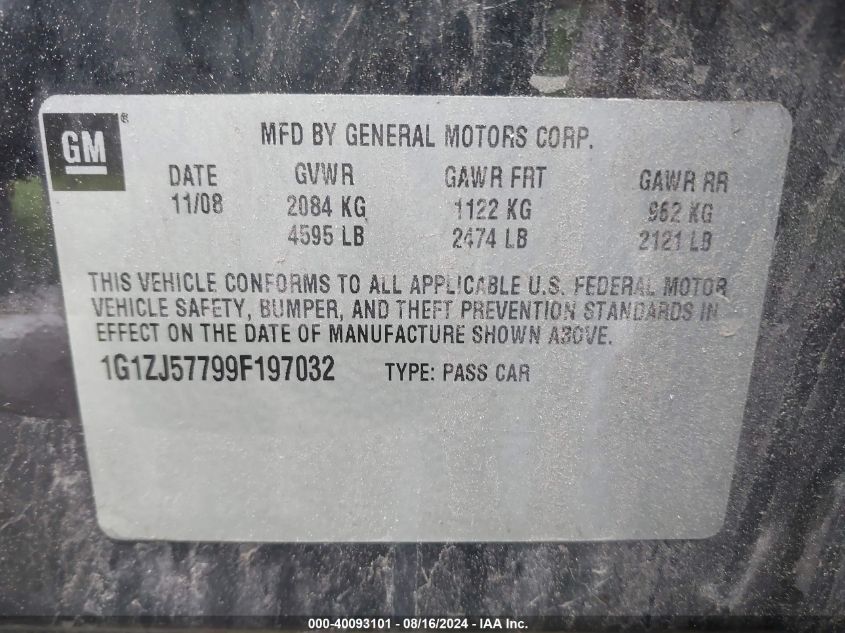 GM®
MFD BY GENERAL MOTORS CORP.
DATE GVWR GAWR FRT GAWR RR
11/08 2084 KG 1122 KG 962 KG
4595 LB 2474 LB 2121 LB
THIS VEHICLE CONFORMS TO ALL APPLICABLE U.S. FEDERAL MOTOR
VEHICLE SAFETY, BUMPER, AND THEFT PREVENTION STANDARDS IN
EFFECT ON THE DATE OF MANUFACTURE SHOWN ABOVE.
1G1ZJ57799F197032 TYPE: PASS CAR
000-40093101 - 08/16/2024 - IAA Inc.